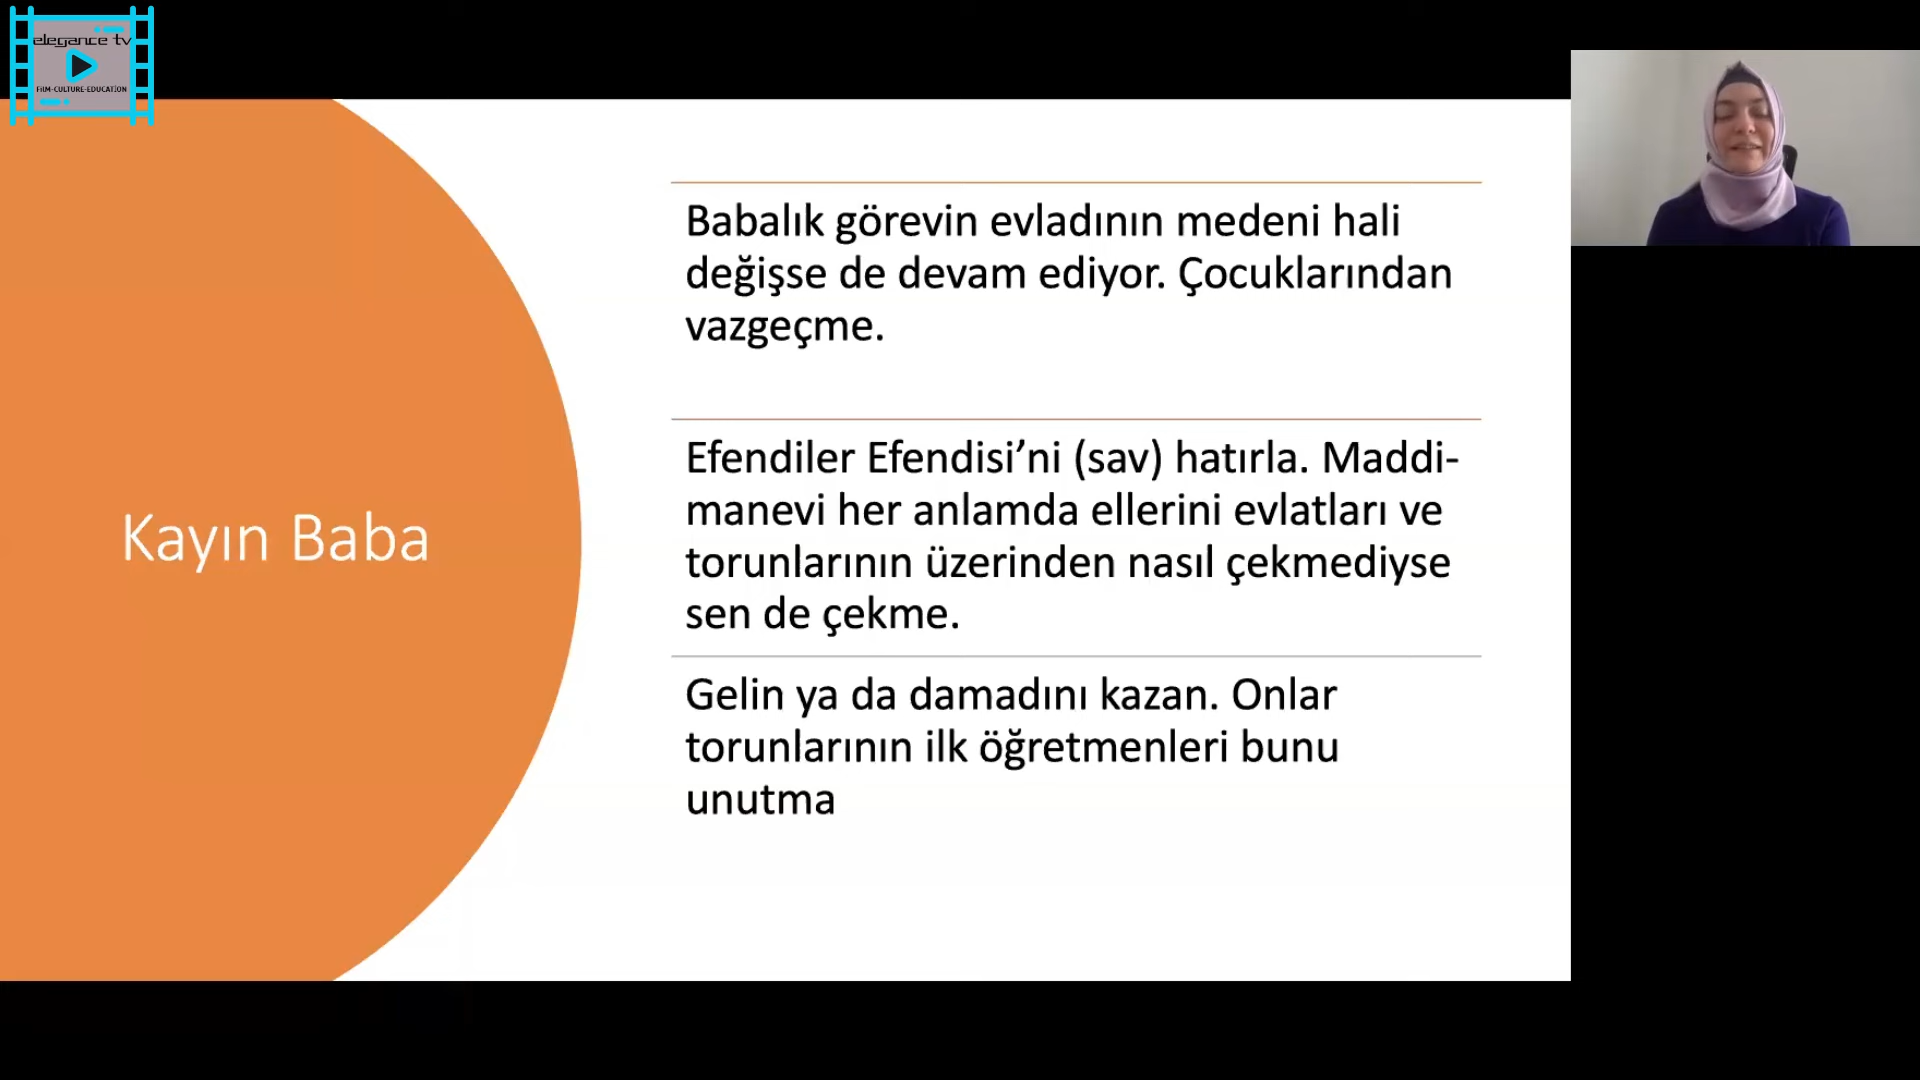 elegance tv
FILM-CULTURE-EDUCATION
Kayın Baba
Babalık görevin evladının medeni hali
değişse de devam ediyor. Çocuklarından
vazgeçme.
Efendiler Efendisi’ni (sav) hatırla. Maddi-
manevi her anlamda ellerini evlatları ve
torunlarının üzerinden nasıl çekmediyse
sen de çekme.
Gelin ya da damadını kazan. Onlar
torunlarının ilk öğretmenleri bunu
unutma